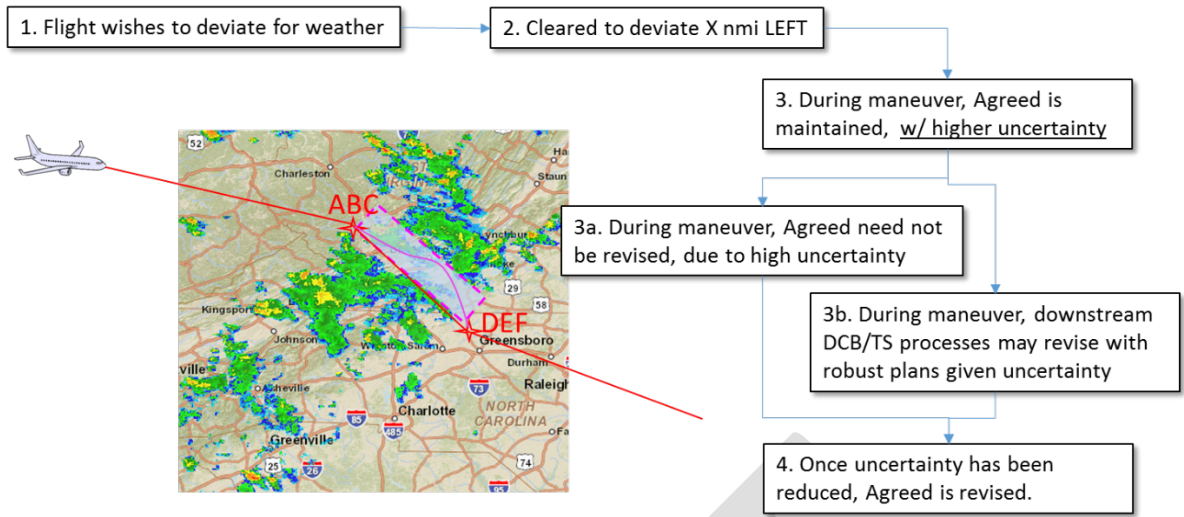 1. Flight wishes to deviate for weather
2. Cleared to deviate X nmi LEFT
3. During maneuver, Agreed is
maintained, w/ higher uncertainty
3a. During maneuver, Agreed need not
be revised, due to high uncertainty
3b. During maneuver, downstream
DCB/TS processes may revise with
robust plans given uncertainty
4. Once uncertainty has been
reduced, Agreed is revised.
52
Charleston
Ha
Staun
ABC
29
58
Kingsport
Johnson
DEF
Greensboro
Durham
Raleigh
ville
Asheville
73
Charlotte
NORTH
CAROLINA
85
485
Greenville
Fa
25
26
74
95